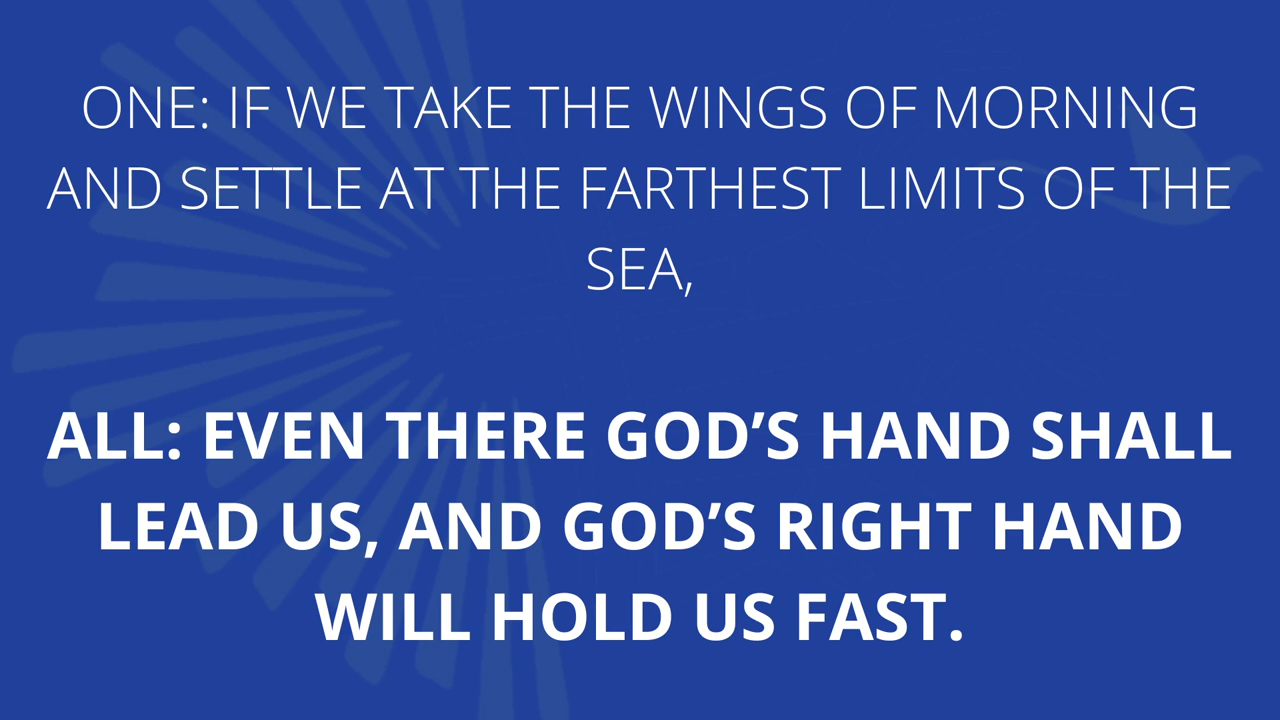 ONE: IF WE TAKE THE WINGS OF MORNING
AND SETTLE AT THE FARTHEST LIMITS OF THE
SEA,
ALL: EVEN THERE GOD’S HAND SHALL
LEAD US, AND GOD’S RIGHT HAND
WILL HOLD US FAST.